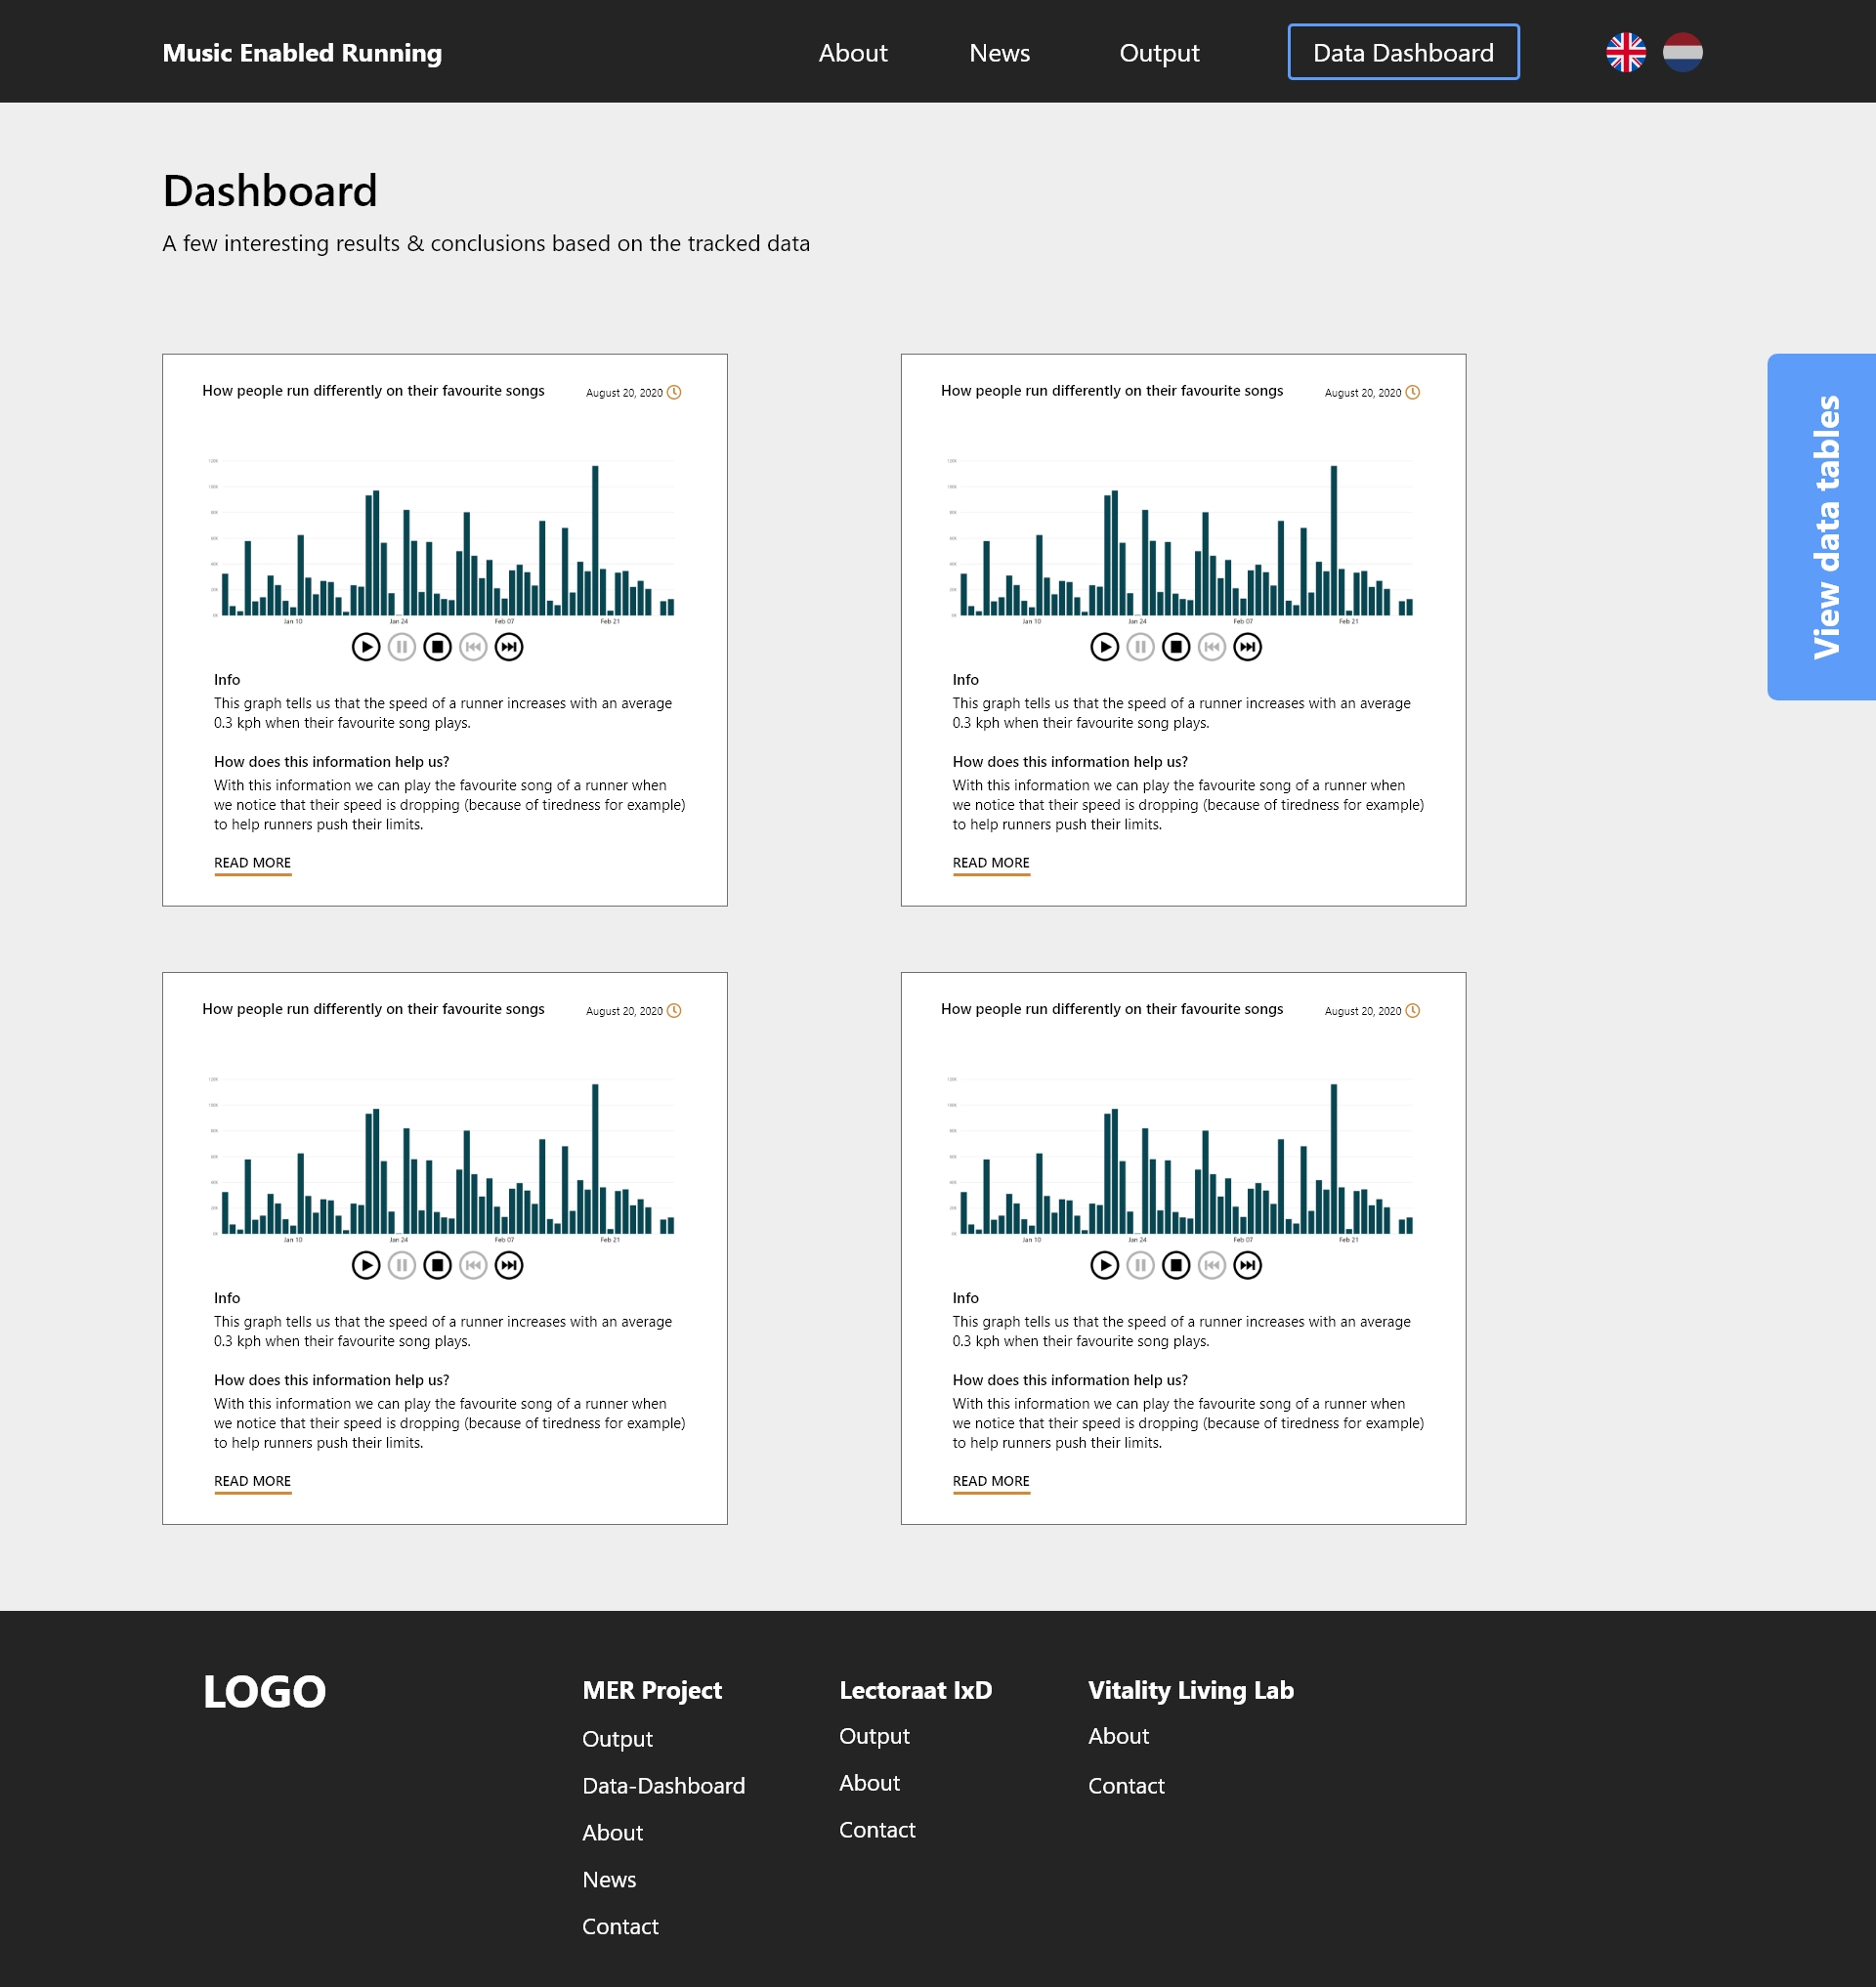 Music Enabled Running
About
News
Output
Data Dashboard
Dashboard
A few interesting results & conclusions based on the tracked data
View data tables
How people run differently on their favourite songs
August 20, 2020
Jan 10
Jan 24
Feb 07
Feb 21
Info
This graph tells us that the speed of a runner increases with an average
0.3 kph when their favourite song plays.
How does this information help us?
With this information we can play the favourite song of a runner when
we notice that their speed is dropping (because of tiredness for example)
to help runners push their limits.
READ MORE
How people run differently on their favourite songs
August 20, 2020
Jan 10
Jan 24
Feb 07
Feb 21
Info
This graph tells us that the speed of a runner increases with an average
0.3 kph when their favourite song plays.
How does this information help us?
With this information we can play the favourite song of a runner when
we notice that their speed is dropping (because of tiredness for example)
to help runners push their limits.
READ MORE
How people run differently on their favourite songs
August 20, 2020
Jan 10
Jan 24
Feb 07
Feb 21
Info
This graph tells us that the speed of a runner increases with an average
0.3 kph when their favourite song plays.
How does this information help us?
With this information we can play the favourite song of a runner when
we notice that their speed is dropping (because of tiredness for example)
to help runners push their limits.
READ MORE
How people run differently on their favourite songs
August 20, 2020
Jan 10
Jan 24
Feb 07
Feb 21
Info
This graph tells us that the speed of a runner increases with an average
0.3 kph when their favourite song plays.
How does this information help us?
With this information we can play the favourite song of a runner when
we notice that their speed is dropping (because of tiredness for example)
to help runners push their limits.
READ MORE
LOGO
MER Project
Output
Data-Dashboard
About
News
Contact
Lectoraat IxD
Output
About
Contact
Vitality Living Lab
About
Contact